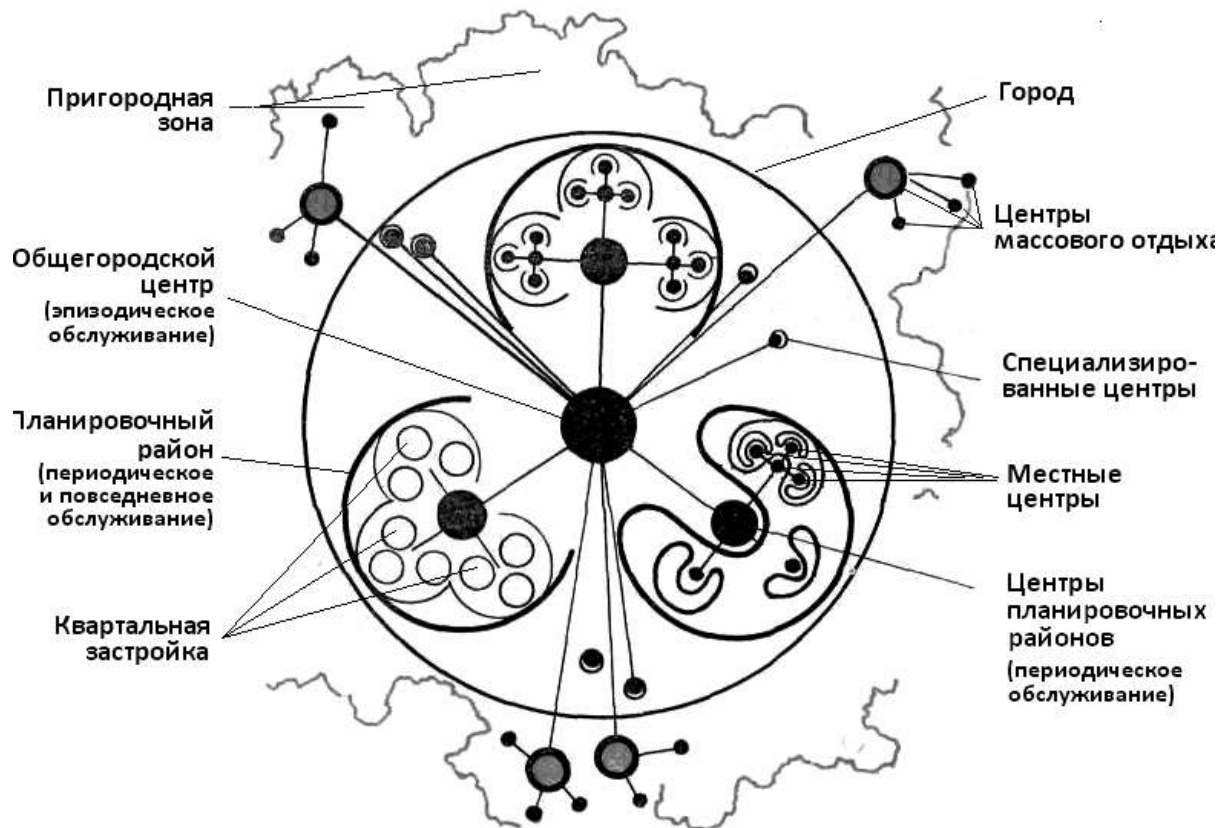 Пригородная
зона
Общегородской
центр
(эпизодическое
обслуживание)
Планировочный
район
(периодическое
и повседневное
обслуживание)
Квартальная
застройка
Город
Центры
массового отдыха
Специализиро-
ванные центры
Местные
центры
Центры
планировочных
районов
(периодическое
обслуживание)